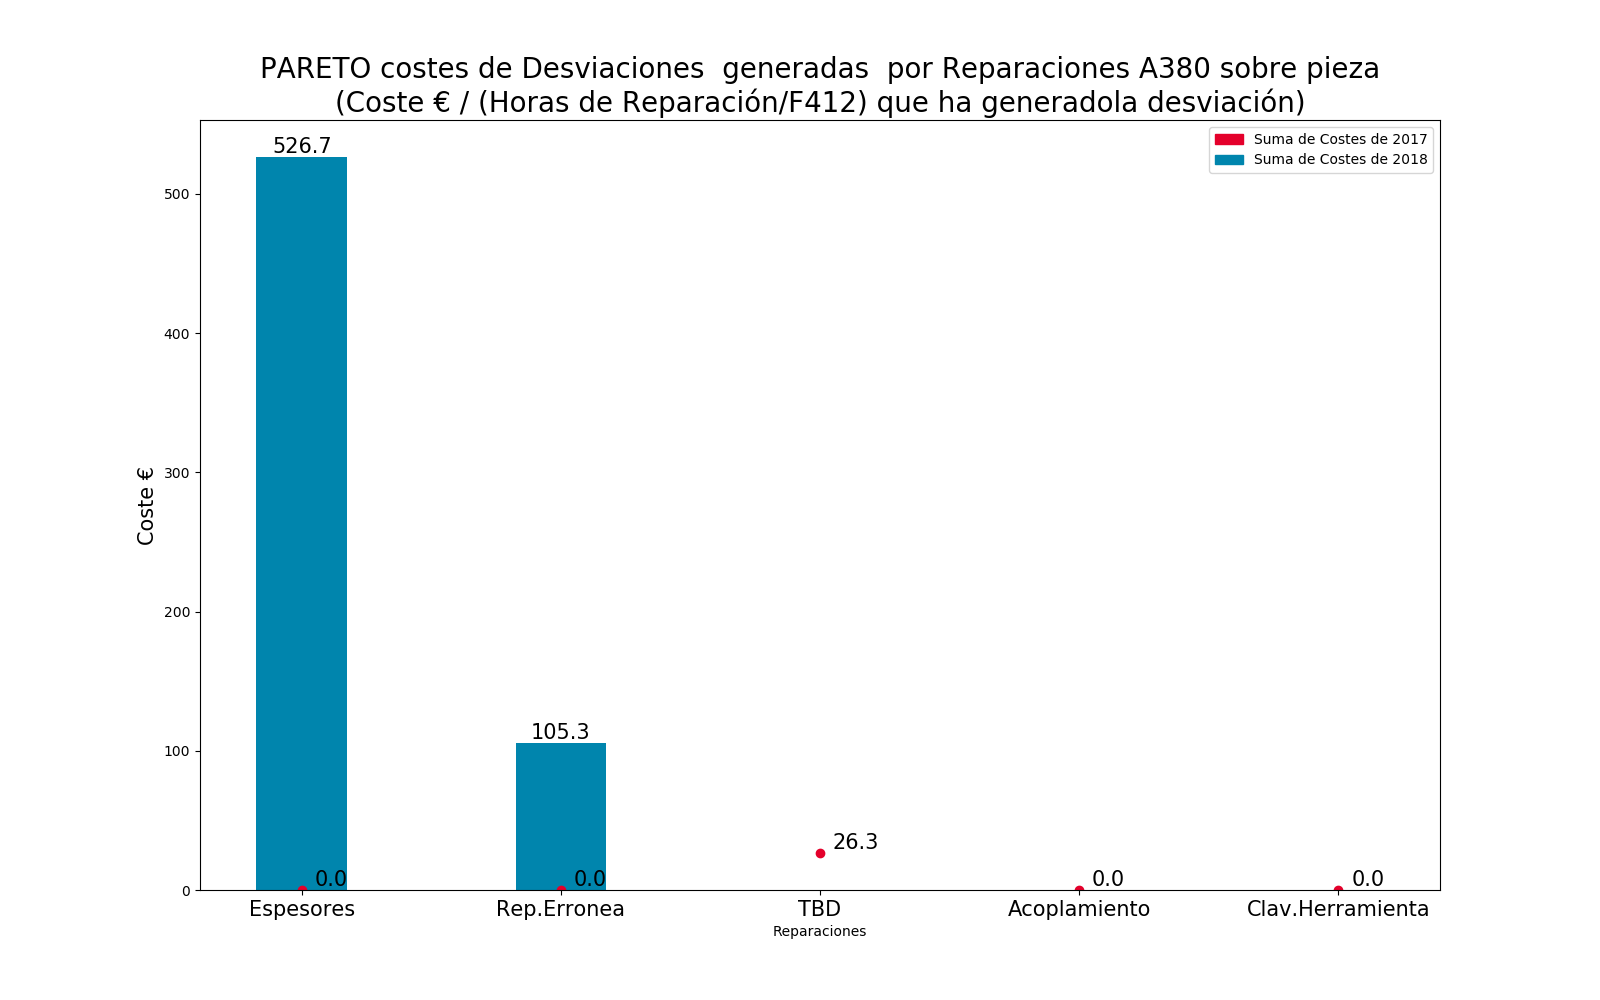 PARETO costes de Desviaciones  generadas  por Reparaciones A380 sobre pieza
(Coste € / (Horas de Reparación/F412) que ha generadola desviación)
Suma de Costes de 2017
Suma de Costes de 2018
526.7
105.3
26.3
0.0
0.0
0.0
0.0
Coste €
500
400
300
200
100
0
Espesores
Rep.Erronea
TBD
Acoplamiento
Clav.Herramienta
Reparaciones